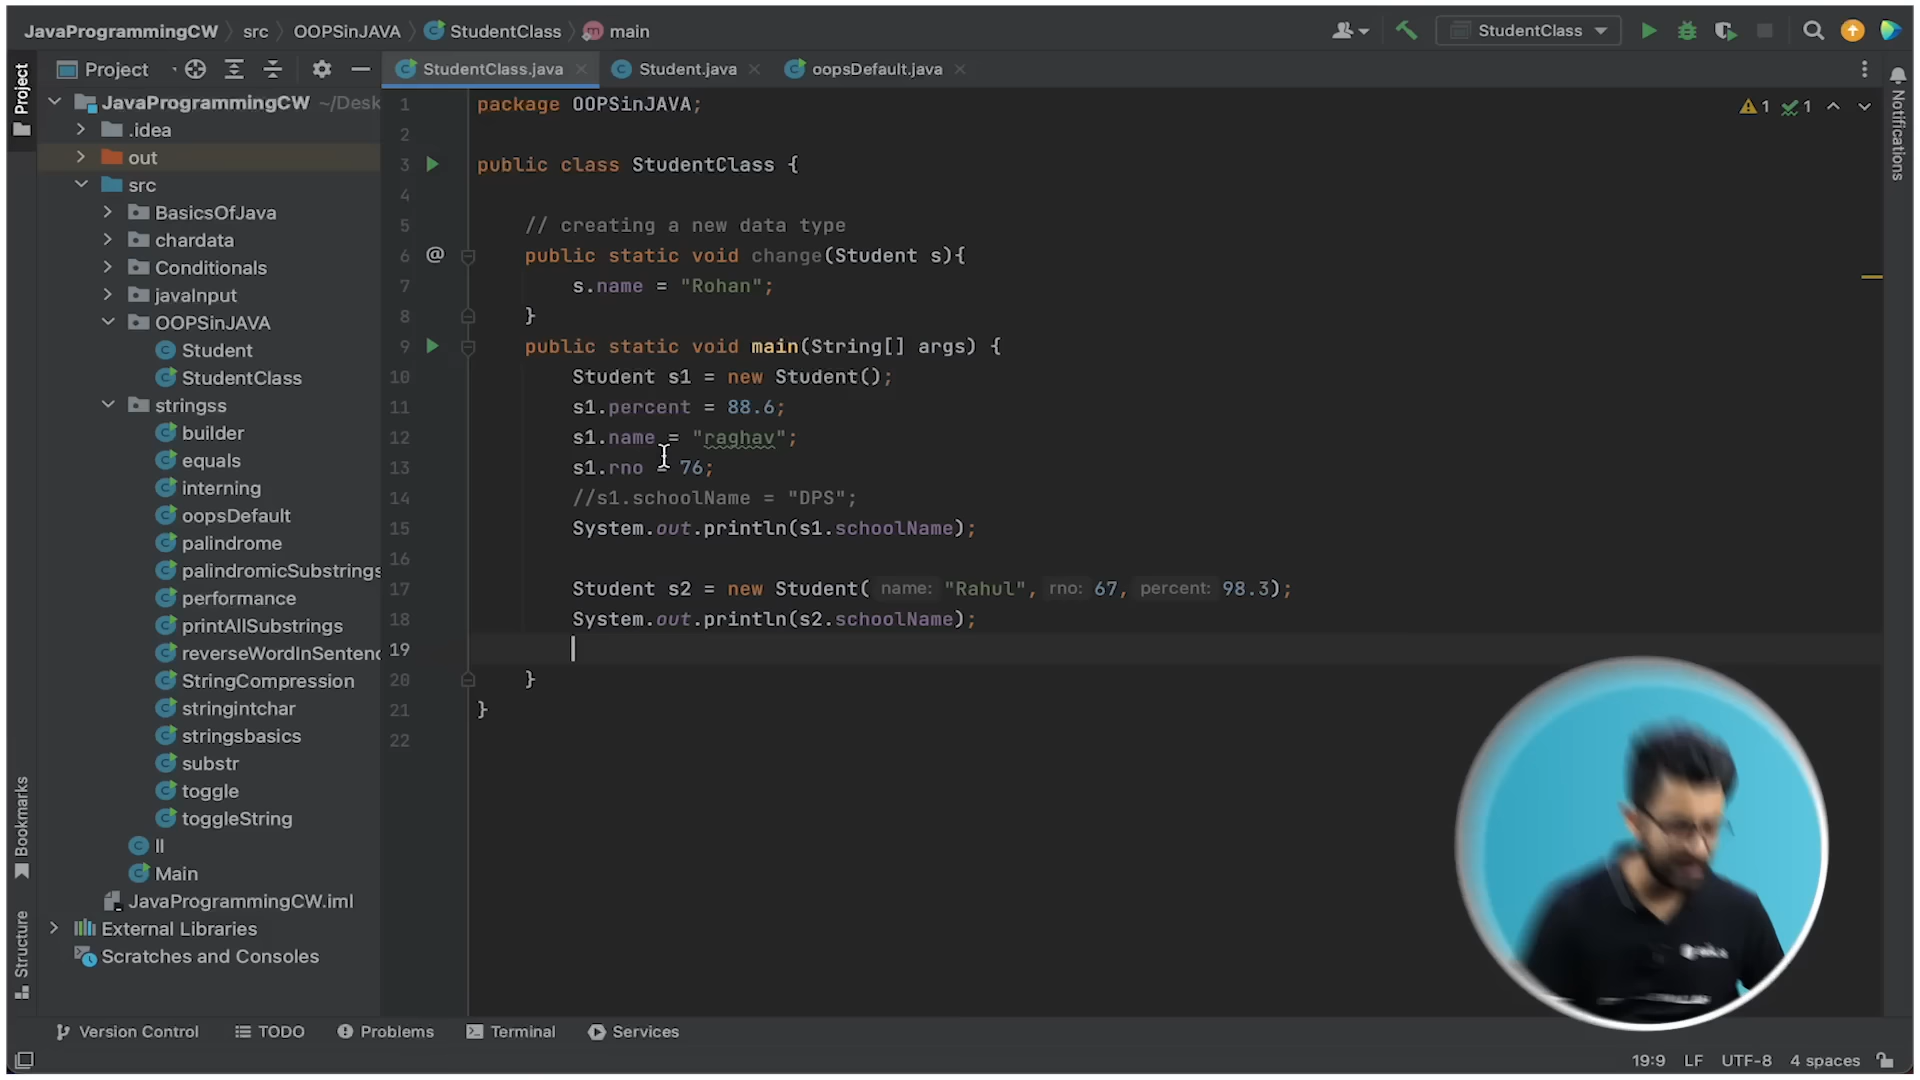 JavaProgrammingCW src OOPSinJAVA StudentClass main
StudentClass
Project
StudentClass.java Student.java oopsDefault.java
Project
Notifications
Bookmarks
Structure
JavaProgrammingCW ~/Desk
.idea
out
src
BasicsOfJava
chardata
Conditionals
javaInput
OOPSinJAVA
Student
StudentClass
stringss
builder
equals
interning
oopsDefault
palindrome
palindromicSubstrings
performance
printAllSubstrings
reverseWordInSentenc
StringCompression
stringintchar
stringsbasics
substr
toggle
toggleString
ll
Main
JavaProgrammingCW.iml
External Libraries
Scratches and Consoles
1 package OOPSinJAVA;
1 1
2
3 public class StudentClass {
4
5 // creating a new data type
6 @ public static void change(Student s){
7 s.name = "Rohan";
8 }
9 public static void main(String[] args) {
10 Student s1 = new Student();
11 s1.percent = 88.6;
12 s1.name = "raghav";
13 s1.rno = 76;
14 //s1.schoolName = "DPS";
15 System.out.println(s1.schoolName);
16
17 Student s2 = new Student( name: "Rahul", rno: 67, percent: 98.3);
18 System.out.println(s2.schoolName);
19
20 }
21 }
22
Version Control TODO Problems Terminal Services
19:9 LF UTF-8 4 spaces